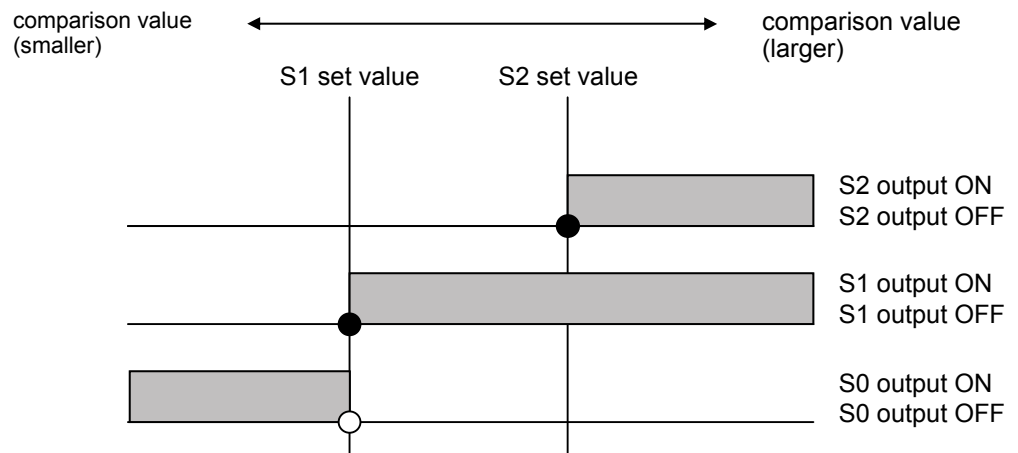 comparison value
(smaller)
comparison value
(larger)
S1 set value
S2 set value
S2 output ON
S2 output OFF
S1 output ON
S1 output OFF
S0 output ON
S0 output OFF